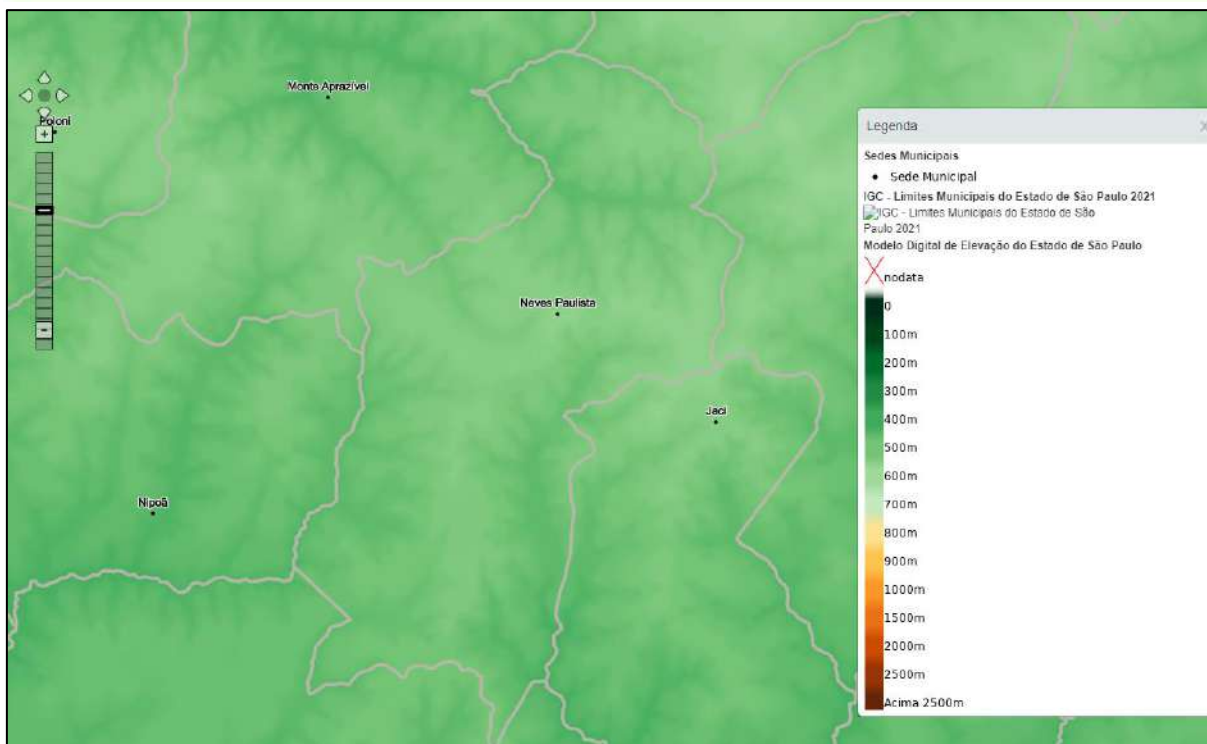 Monte Aprazível
Poloni
+
-
Neves Paulista
Jaci
Nipoã
Legenda
x
Sedes Municipais
Sede Municipal
IGC - Limites Municipais do Estado de São Paulo 2021
IGC - Limites Municipais do Estado de São
Paulo 2021
Modelo Digital de Elevação do Estado de São Paulo
nodata
0
100m
200m
300m
400m
500m
600m
700m
800m
900m
1000m
1500m
2000m
2500m
Acima 2500m